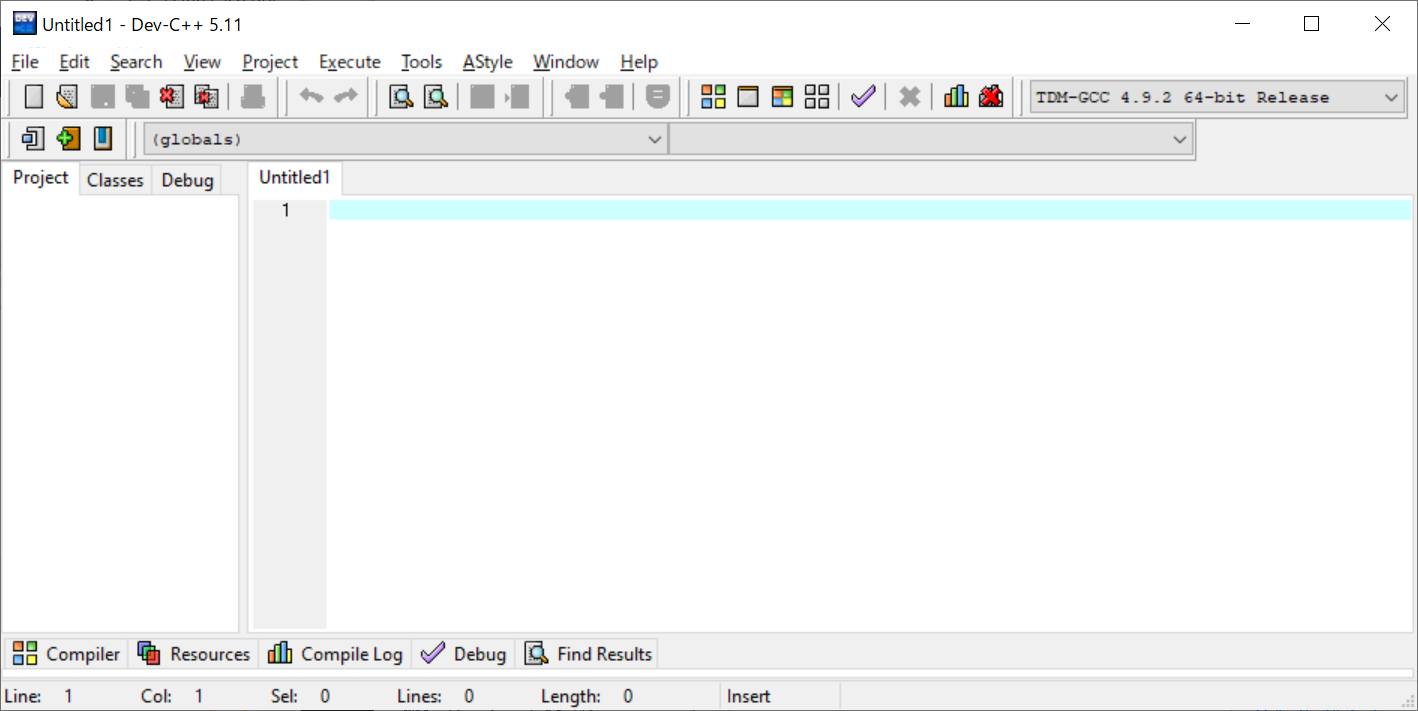 DEV
Untitled1 - Dev-C++ 5.11
File Edit Search View Project Execute Tools AStyle Window Help
TDM-GCC 4.9.2 64-bit Release
(globals)
Project Classes Debug Untitled1
1
Compiler Resources Compile Log Debug Find Results
Line: 1 Col: 1 Sel: 0 Lines: 0 Length: 0 Insert